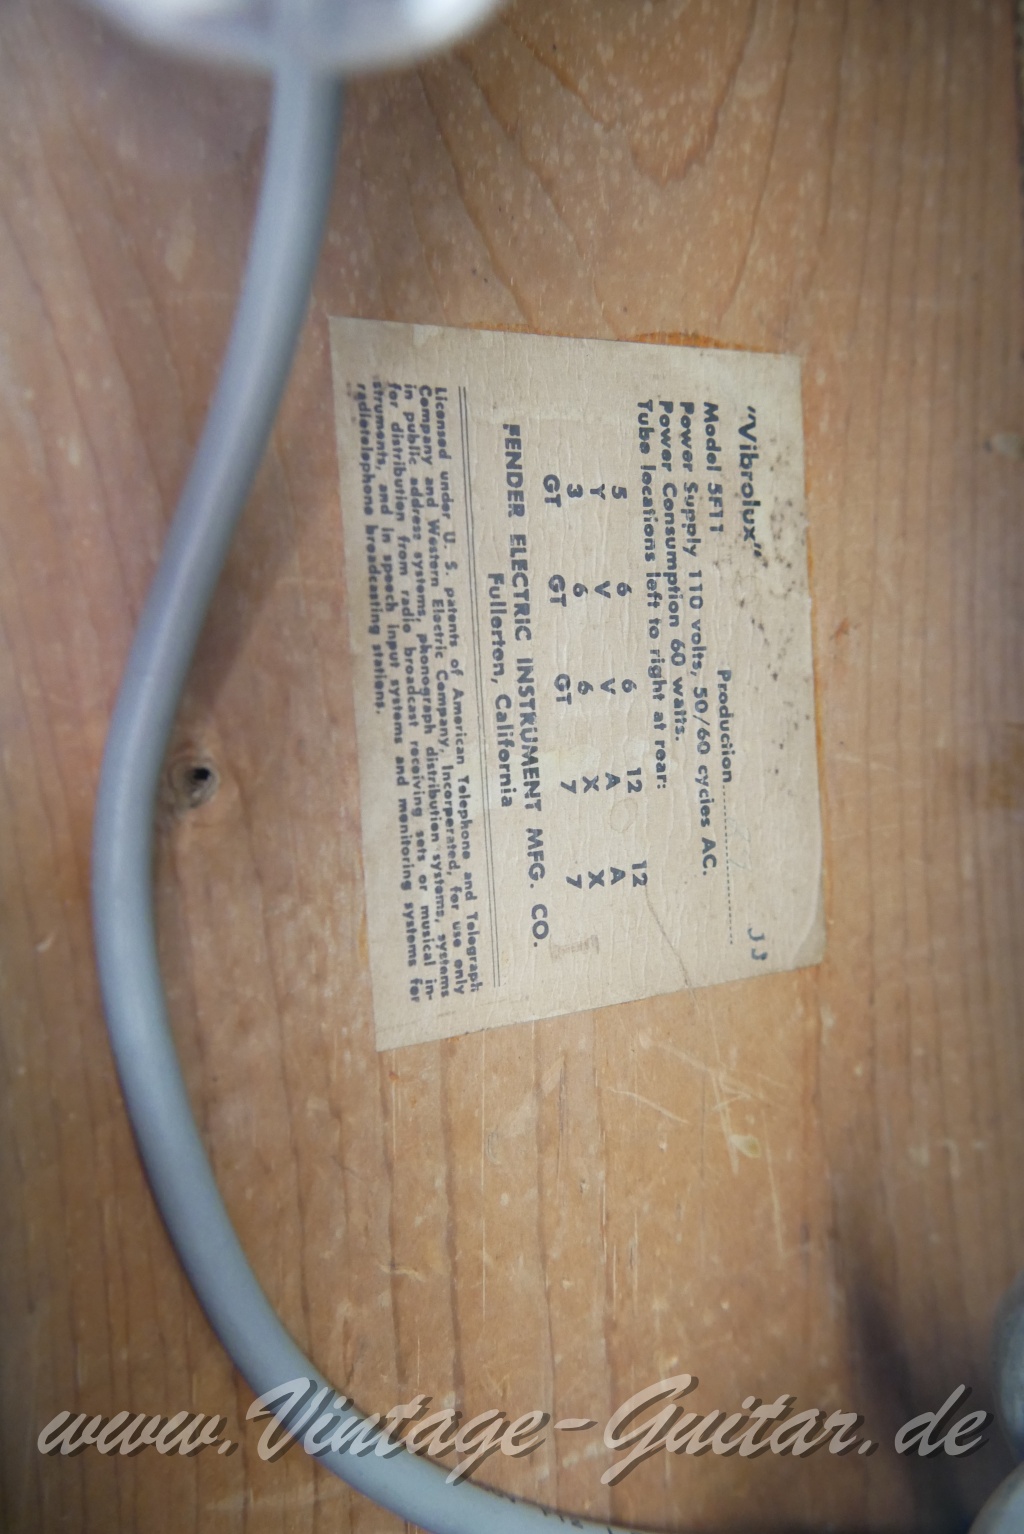 JJ
"Vibrolux"
Production
Model 5F11
Power Supply 110 volts, 50/60 cycles AC.
Power Consumption 60 watts.
Tube locations left to right at rear:
5 6 6 12 12
Y V V A A
3 6 6 X X
GT GT GT 7 7
FENDER ELECTRIC INSTRUMENT MFG. CO.
Fullerton, California
Licensed under U. S. patents of American Telephone and Telegraph
Company and Western Electric Company, Incorporated, for use only
in public address systems, phonograph distribution systems, systems
for distribution from radio broadcast receiving sets or musical in-
struments, and in speech input systems and monitoring systems for
radiotelephone broadcasting stations.
www.Vintage-Guitar.de